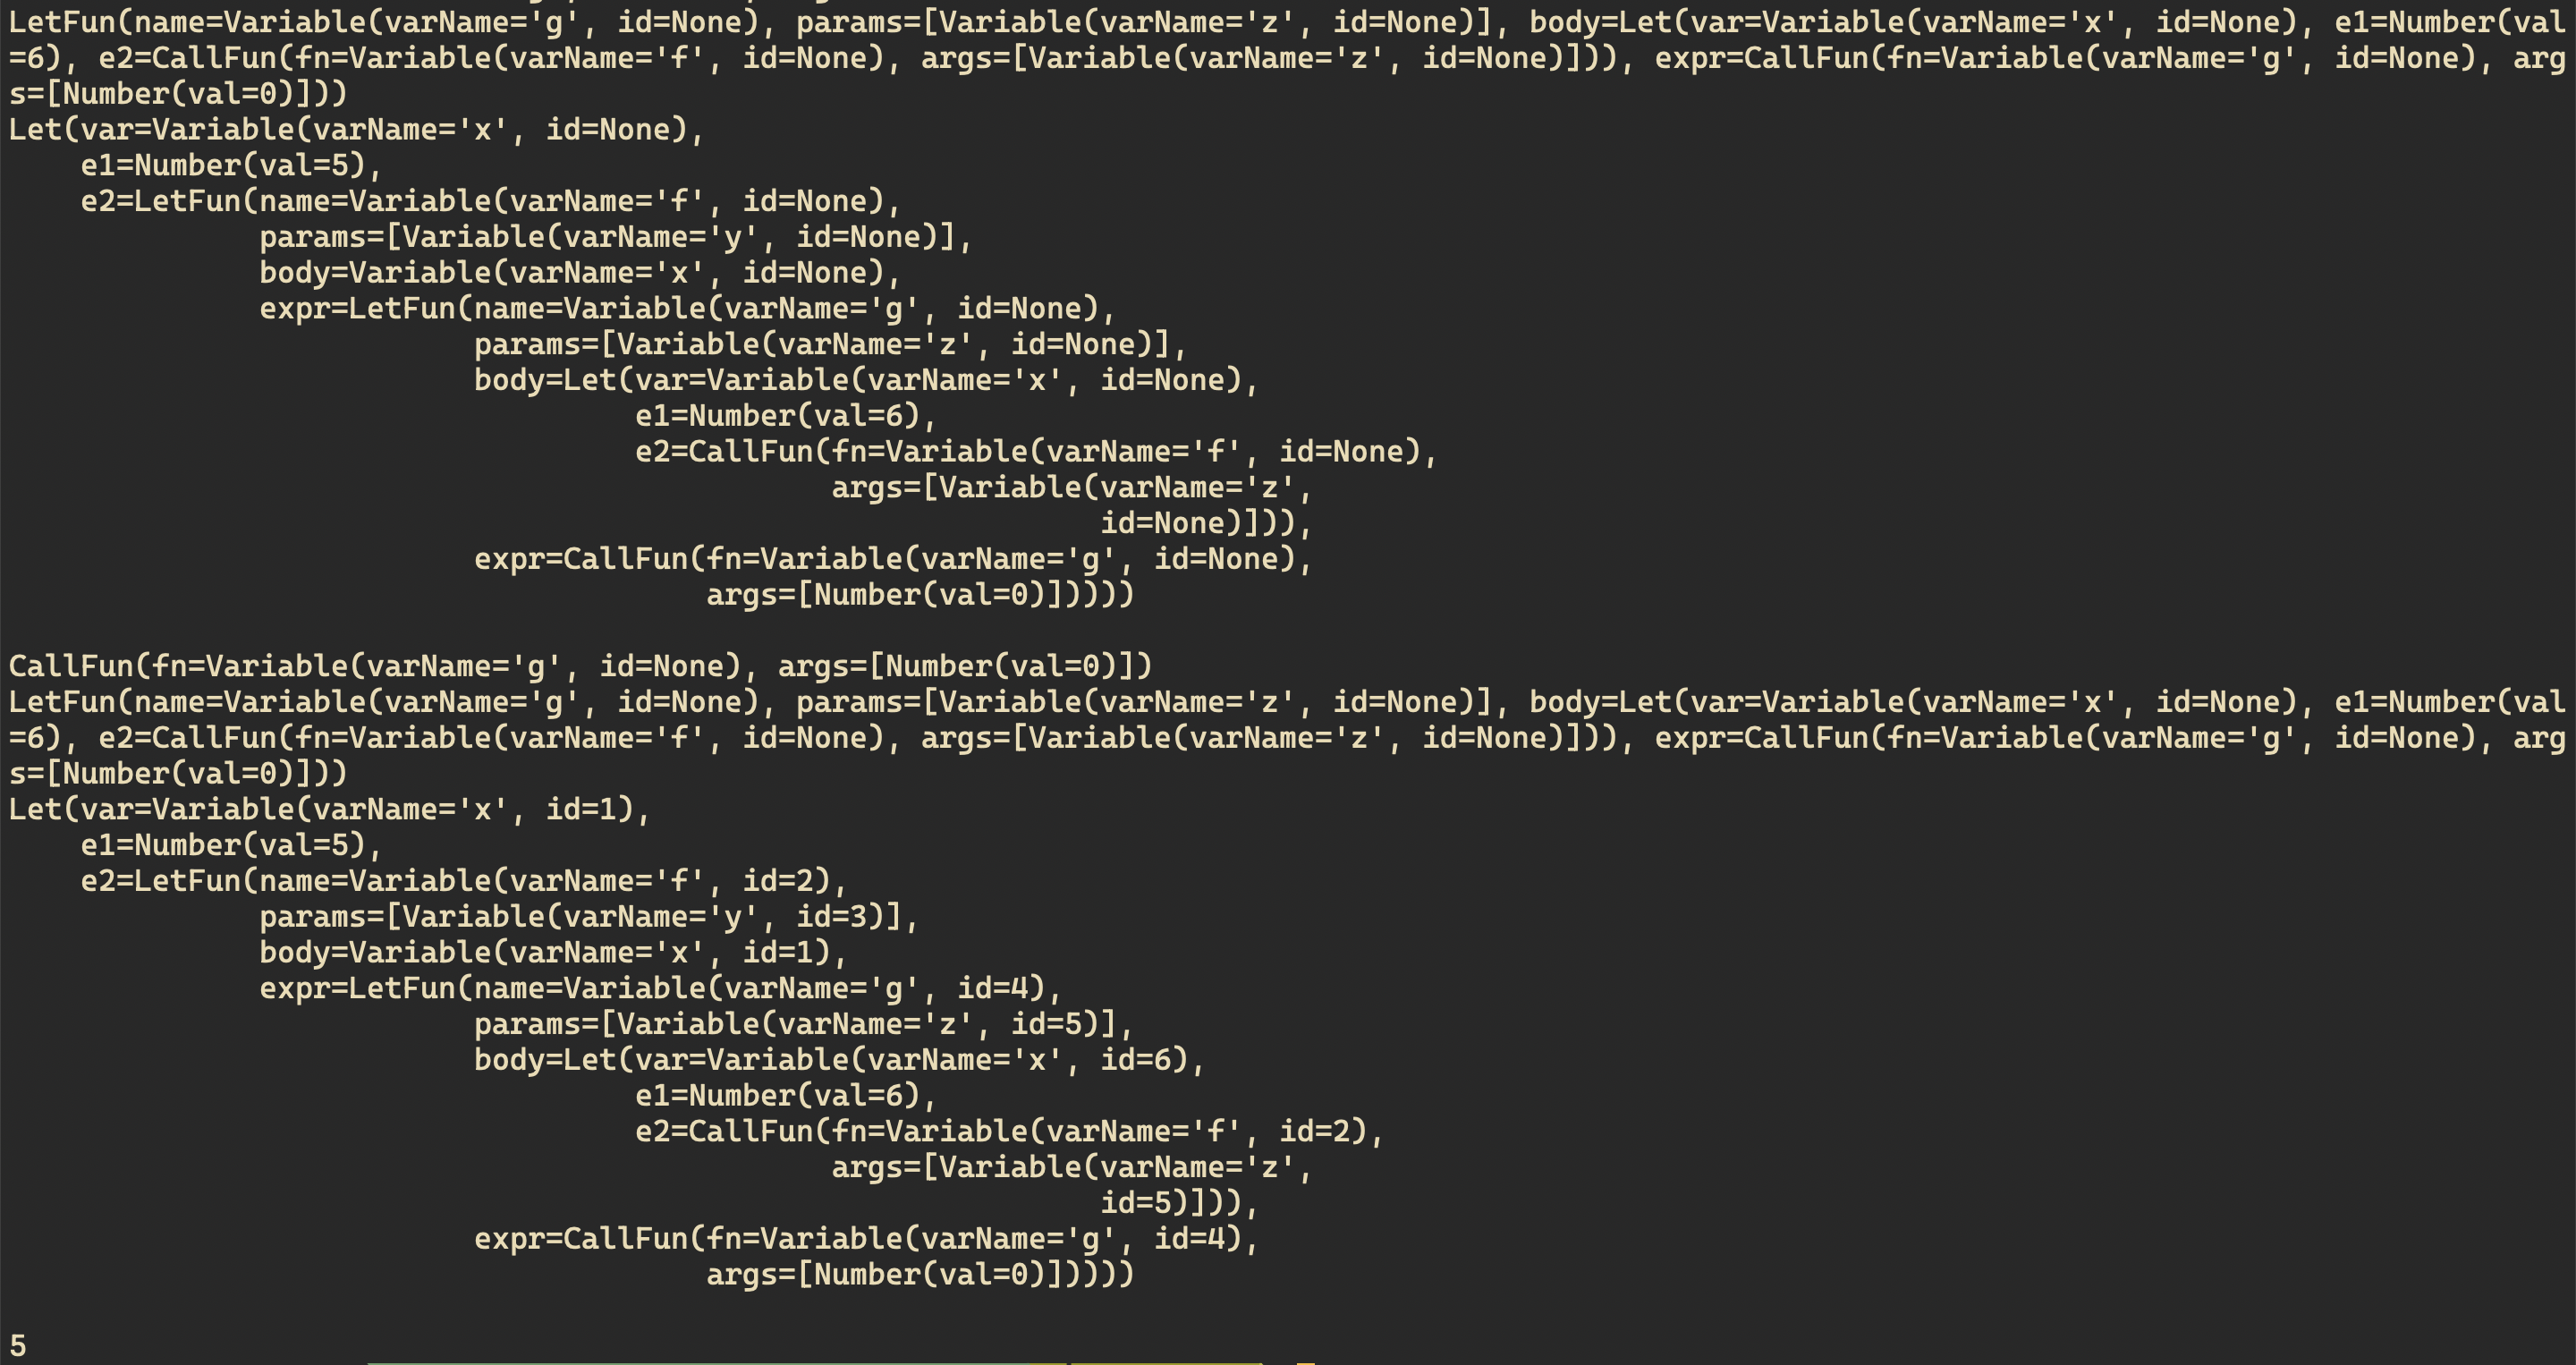 LetFun(name=Variable(varName='g', id=None), params=[Variable(varName='z', id=None)], body=Let(var=Variable(varName='x', id=None), e1=Number(val
=6), e2=CallFun(fn=Variable(varName='f', id=None), args=[Variable(varName='z', id=None)])), expr=CallFun(fn=Variable(varName='g', id=None), arg
s=[Number(val=0)]))
Let(var=Variable(varName='x', id=None),
    e1=Number(val=5),
    e2=LetFun(name=Variable(varName='f', id=None),
              params=[Variable(varName='y', id=None)],
              body=Variable(varName='x', id=None),
              expr=LetFun(name=Variable(varName='g', id=None),
                          params=[Variable(varName='z', id=None)],
                          body=Let(var=Variable(varName='x', id=None),
                                   e1=Number(val=6),
                                   e2=CallFun(fn=Variable(varName='f', id=None),
                                              args=[Variable(varName='z',
                                                             id=None)])),
                          expr=CallFun(fn=Variable(varName='g', id=None),
                                       args=[Number(val=0)]))))

CallFun(fn=Variable(varName='g', id=None), args=[Number(val=0)])
LetFun(name=Variable(varName='g', id=None), params=[Variable(varName='z', id=None)], body=Let(var=Variable(varName='x', id=None), e1=Number(val
=6), e2=CallFun(fn=Variable(varName='f', id=None), args=[Variable(varName='z', id=None)])), expr=CallFun(fn=Variable(varName='g', id=None), arg
s=[Number(val=0)]))
Let(var=Variable(varName='x', id=1),
    e1=Number(val=5),
    e2=LetFun(name=Variable(varName='f', id=2),
              params=[Variable(varName='y', id=3)],
              body=Variable(varName='x', id=1),
              expr=LetFun(name=Variable(varName='g', id=4),
                          params=[Variable(varName='z', id=5)],
                          body=Let(var=Variable(varName='x', id=6),
                                   e1=Number(val=6),
                                   e2=CallFun(fn=Variable(varName='f', id=2),
                                              args=[Variable(varName='z',
                                                             id=5)])),
                          expr=CallFun(fn=Variable(varName='g', id=4),
                                       args=[Number(val=0)]))))

5